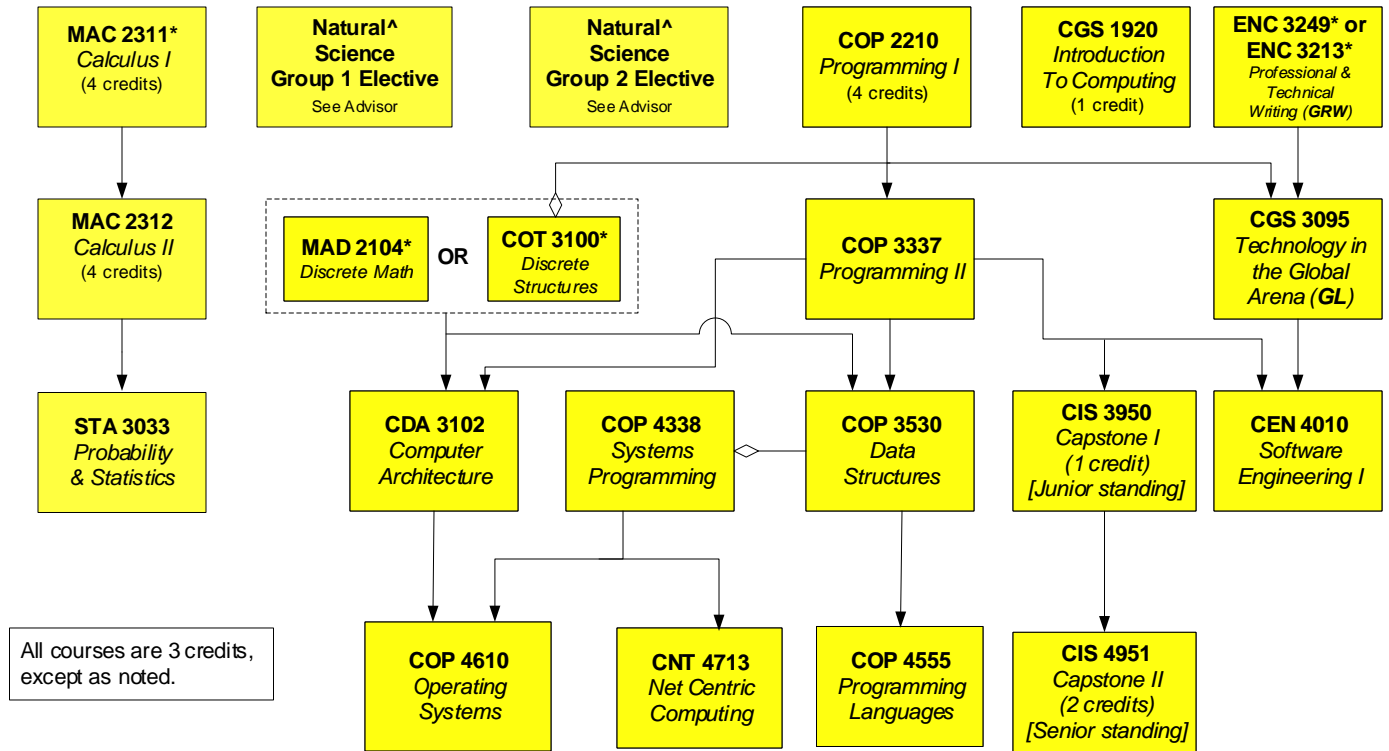 MAC 2311*
Calculus I
(4 credits)
Natural^
Science
Group 1 Elective
See Advisor
Natural^
Science
Group 2 Elective
See Advisor
COP 2210
Programming I
(4 credits)
CGS 1920
Introduction
To Computing
(1 credit)
ENC 3249* or
ENC 3213*
Professional &
Technical
Writing (GRW)
MAC 2312
Calculus II
(4 credits)
MAD 2104*
Discrete Math
OR
COT 3100*
Discrete
Structures
COP 3337
Programming II
CGS 3095
Technology in
the Global
Arena (GL)
STA 3033
Probability
& Statistics
CDA 3102
Computer
Architecture
COP 4338
Systems
Programming
COP 3530
Data
Structures
CIS 3950
Capstone I
(1 credit)
[Junior standing]
CEN 4010
Software
Engineering I
All courses are 3 credits,
except as noted.
COP 4610
Operating
Systems
CNT 4713
Net Centric
Computing
COP 4555
Programming
Languages
CIS 4951
Capstone II
(2 credits)
[Senior standing]